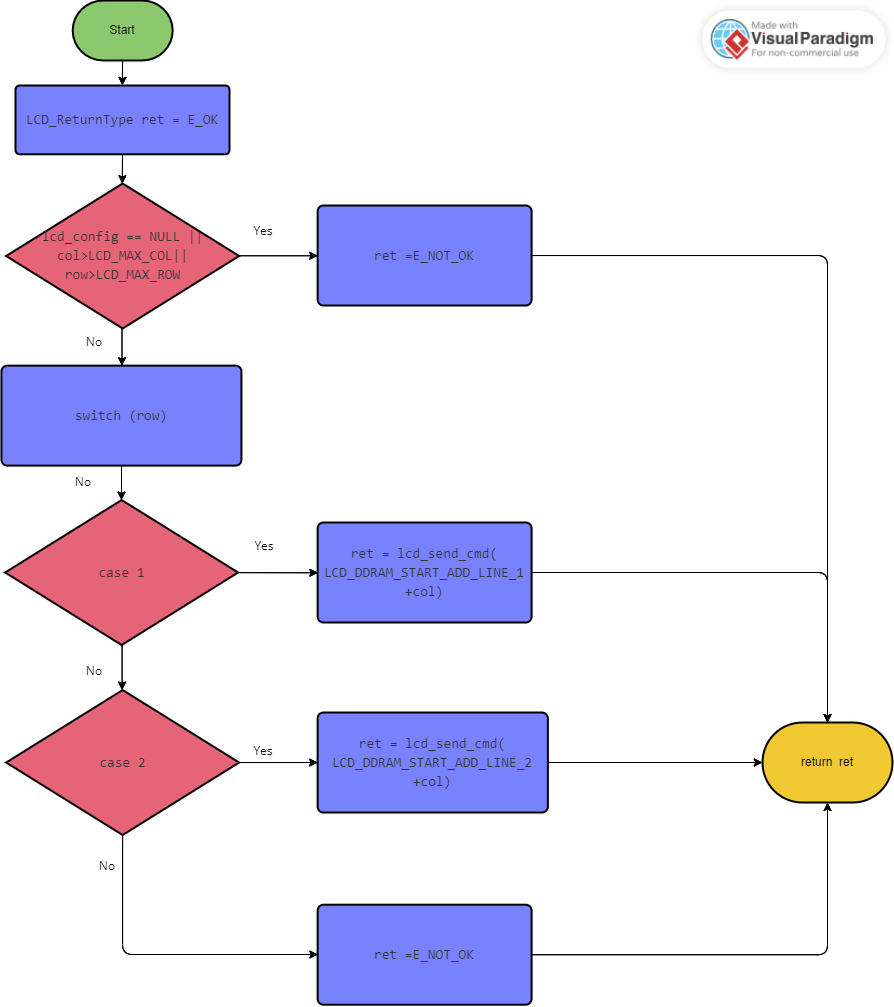 Start
Made with
VisualParadigm
For non-commercial use
LCD_ReturnType ret = E_OK
lcd_config == NULL ||
col>LCD_MAX_COL||
row>LCD_MAX_ROW
Yes
ret =E_NOT_OK
No
switch (row)
No
case 1
Yes
ret = lcd_send_cmd(
LCD_DDRAM_START_ADD_LINE_1
+col)
No
case 2
Yes
ret = lcd_send_cmd(
LCD_DDRAM_START_ADD_LINE_2
+col)
return ret
No
ret =E_NOT_OK